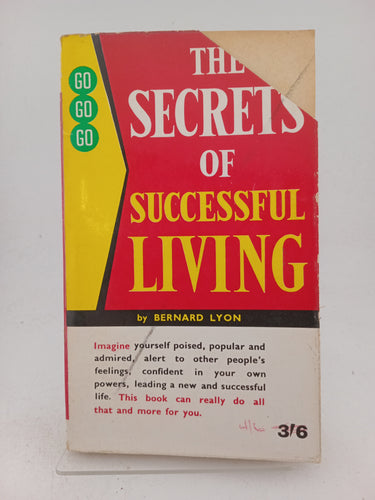 GO
GO
GO
THE
SECRETS
OF
SUCCESSFUL
LIVING
by BERNARD LYON
Imagine yourself poised, popular and
admired, alert to other people's
feelings, confident in your own
powers, leading a new and successful
life. This book can really do all
that and more for you.
3/6